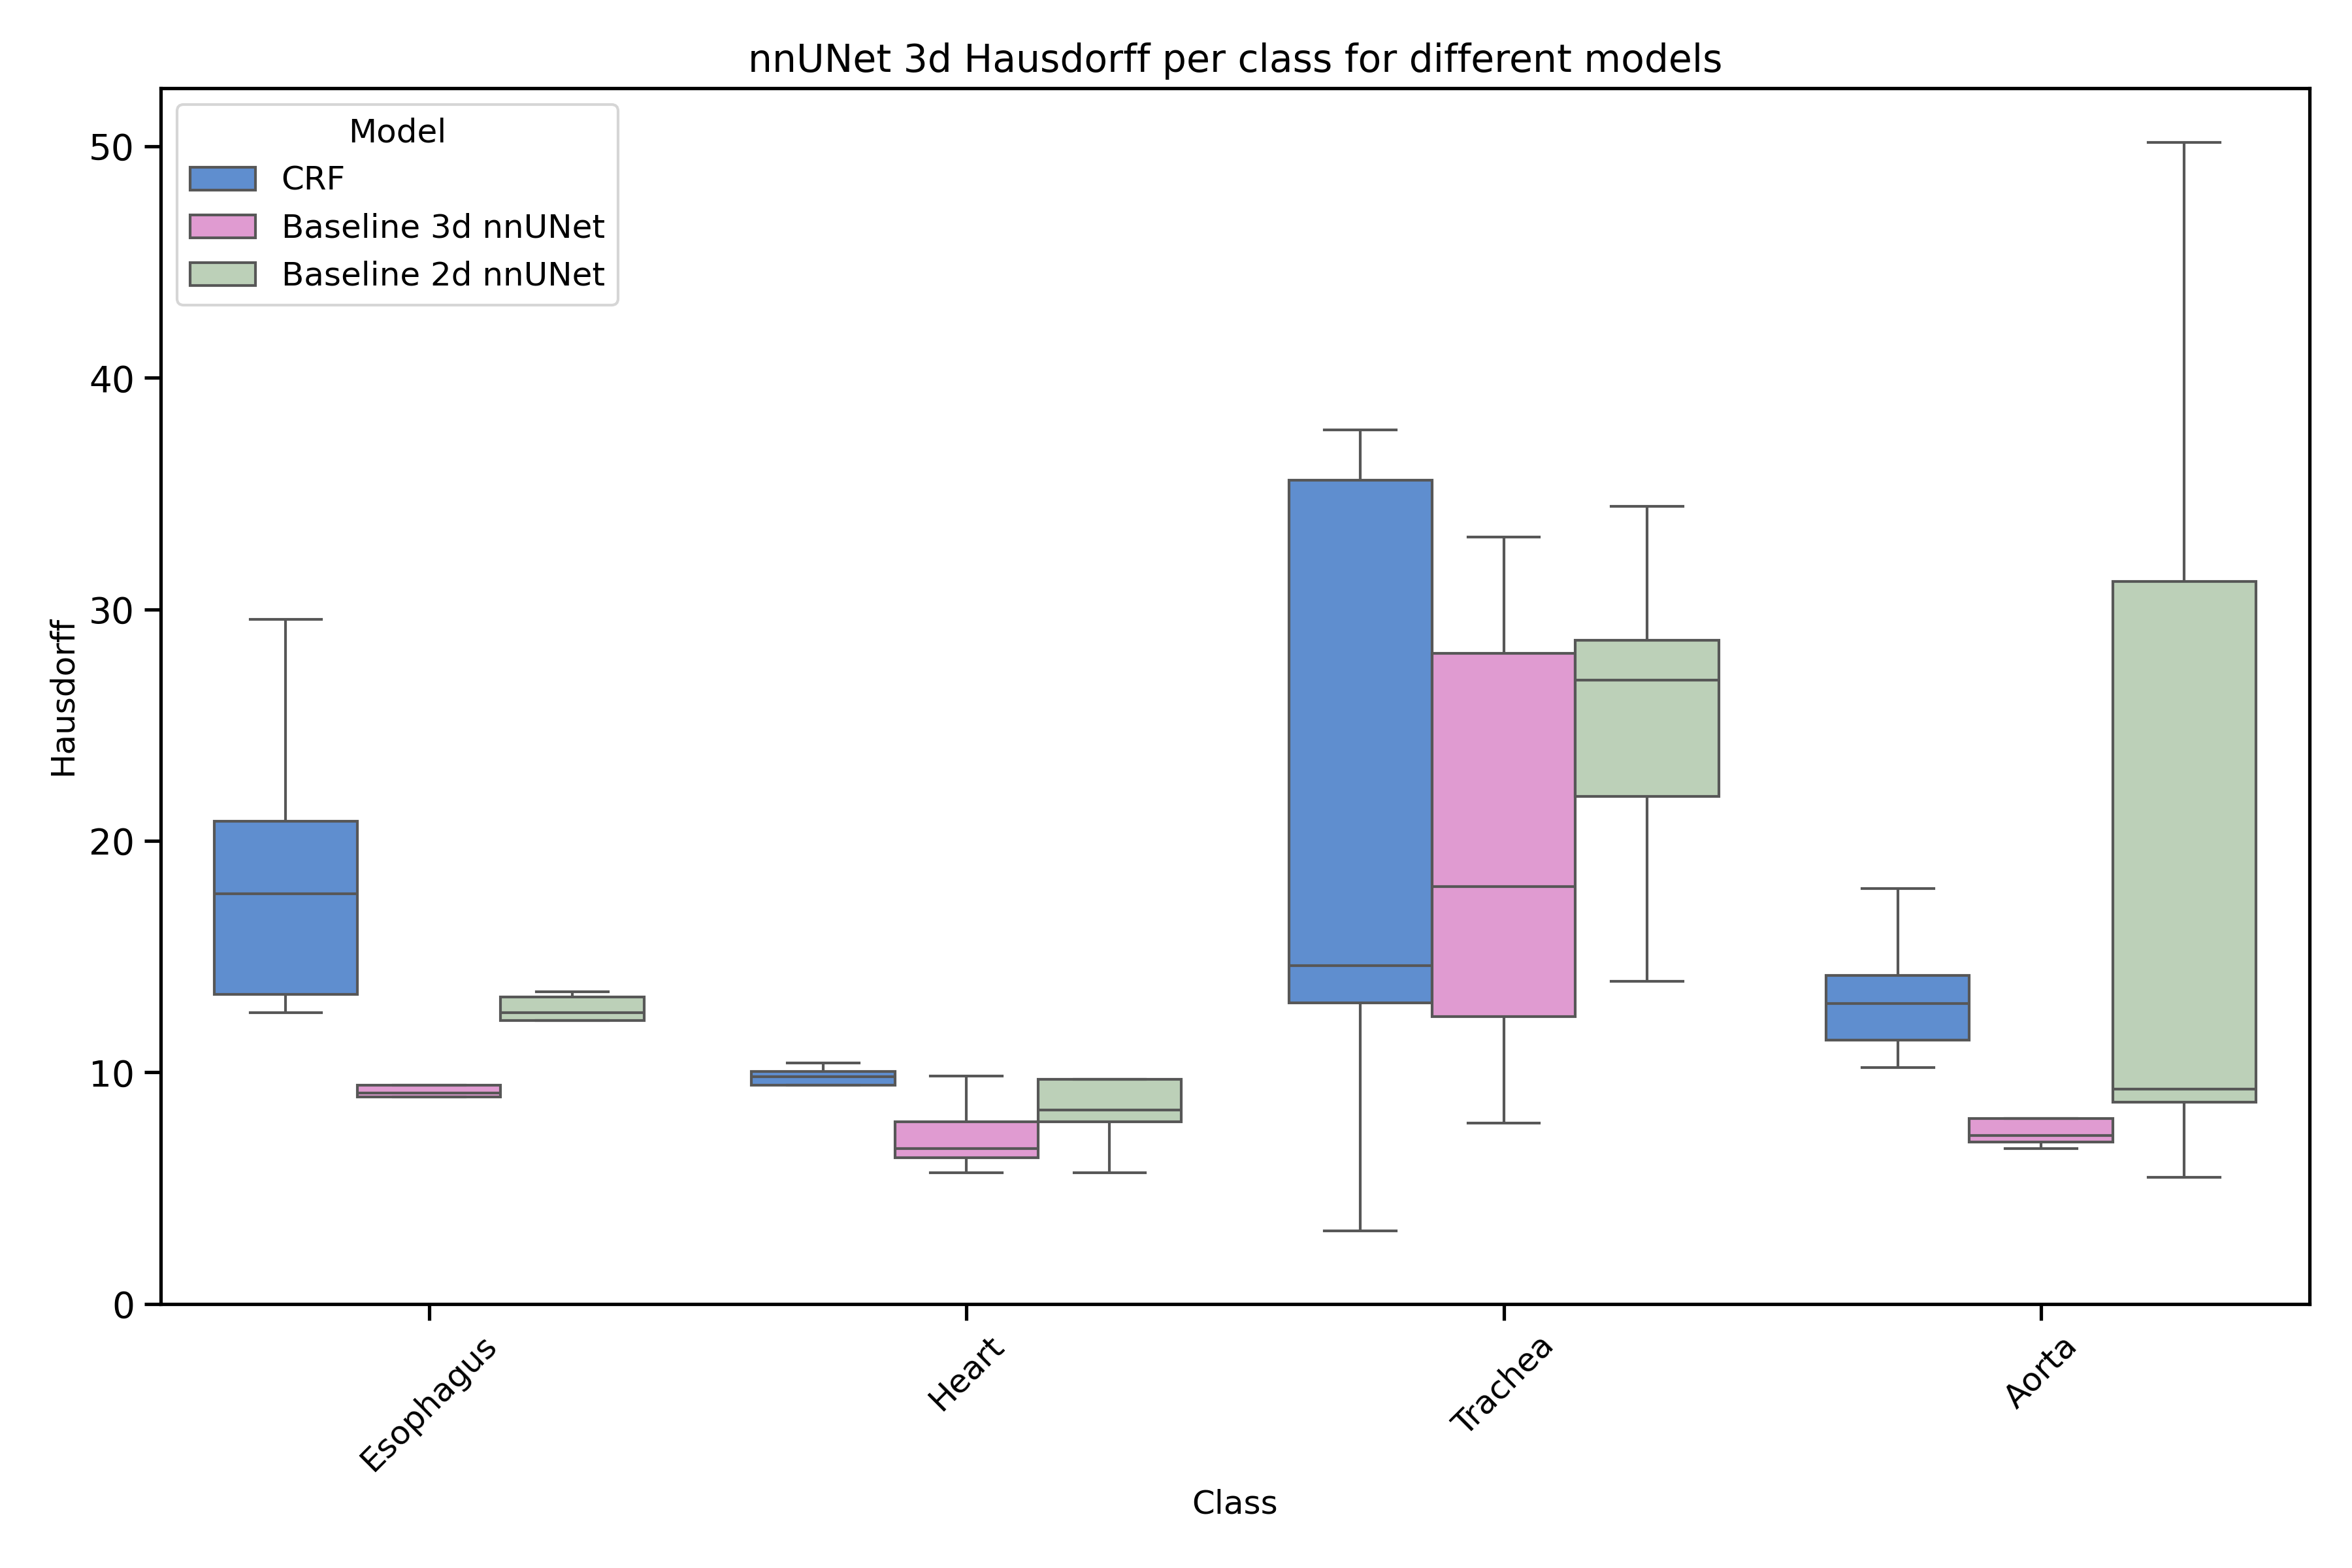 nnUNet 3d Hausdorff per class for different models
Model
CRF
Baseline 3d nnUNet
Baseline 2d nnUNet
50
40
30
20
10
0
Hausdorff
Esophagus
Heart
Trachea
Aorta
Class